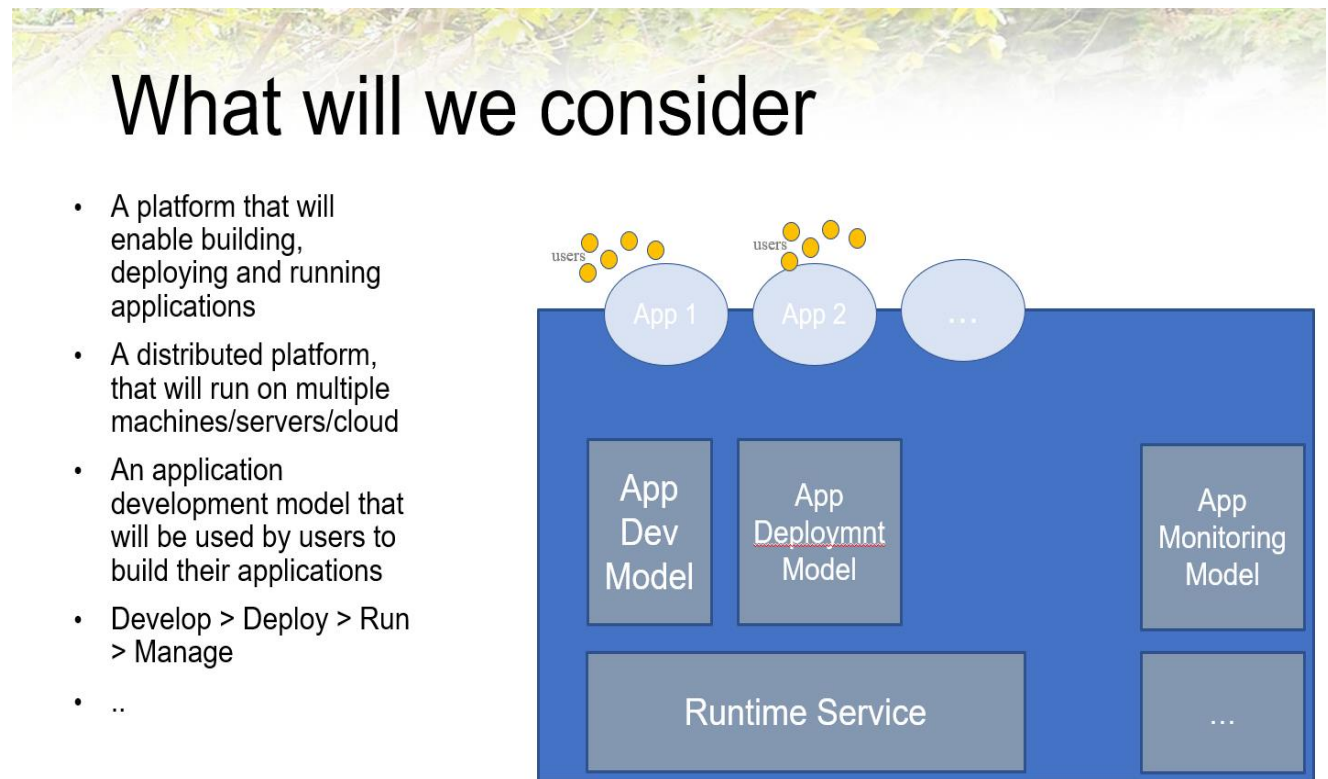 What will we consider
• A platform that will
enable building,
deploying and running
applications
• A distributed platform,
that will run on multiple
machines/servers/cloud
• An application
development model that
will be used by users to
build their applications
• Develop > Deploy > Run
> Manage
• ..
users
users
App 1
App 2
...
App
Dev
Model
App
Deploymnt
Model
App
Monitoring
Model
Runtime Service
...